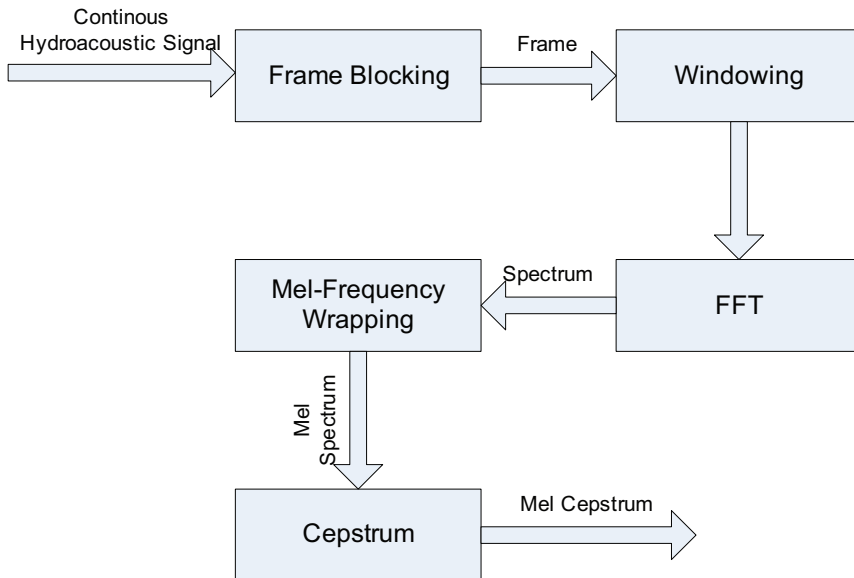 Continous
Hydroacoustic Signal
Frame Blocking
Frame
Windowing
Spectrum
FFT
Mel-Frequency
Wrapping
Mel
Spectrum
Cepstrum
Mel Cepstrum